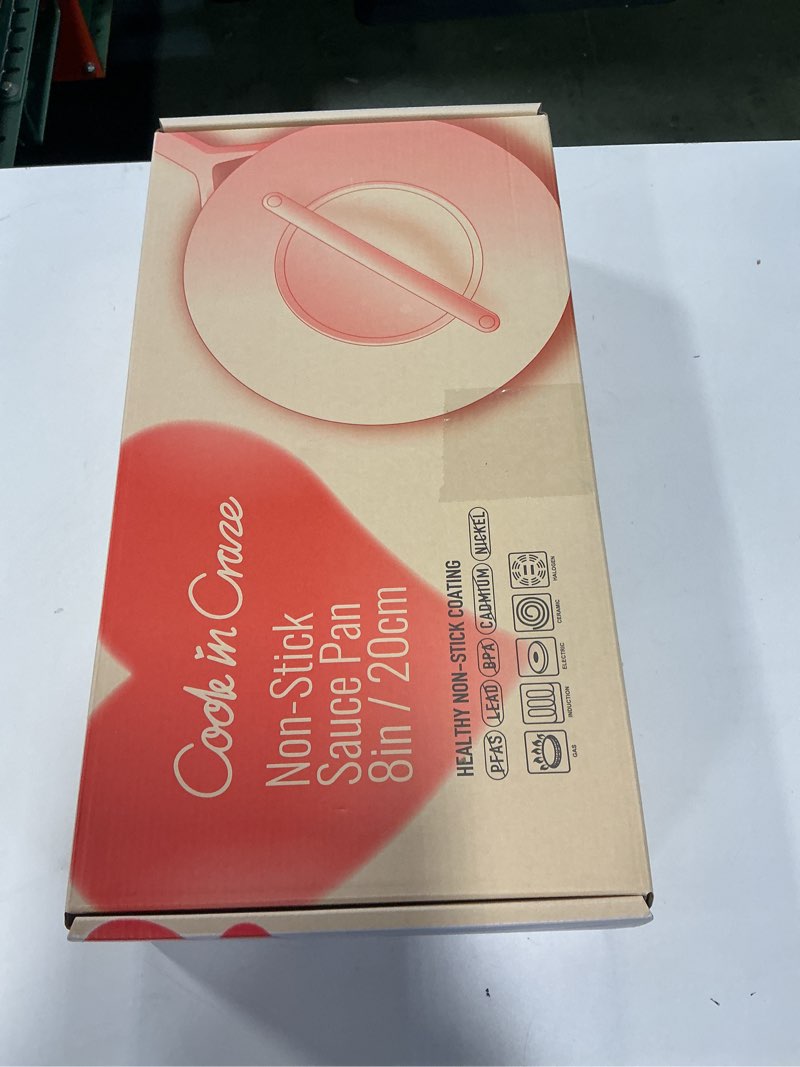 Cook in Craze
Non-Stick
Sauce Pan
8in / 20cm
HEALTHY NON-STICK COATING
PFAS LEAD BPA CADMIUM NICKEL
GAS INDUCTION ELECTRIC CERAMIC HALOGEN